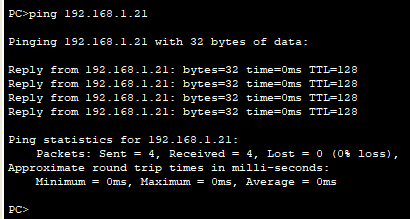 PC>ping 192.168.1.21
Pinging 192.168.1.21 with 32 bytes of data:
Reply from 192.168.1.21: bytes=32 time=0ms TTL=128
Reply from 192.168.1.21: bytes=32 time=0ms TTL=128
Reply from 192.168.1.21: bytes=32 time=0ms TTL=128
Reply from 192.168.1.21: bytes=32 time=0ms TTL=128
Ping statistics for 192.168.1.21:
    Packets: Sent = 4, Received = 4, Lost = 0 (0% loss),
Approximate round trip times in milli-seconds:
    Minimum = 0ms, Maximum = 0ms, Average = 0ms
PC>